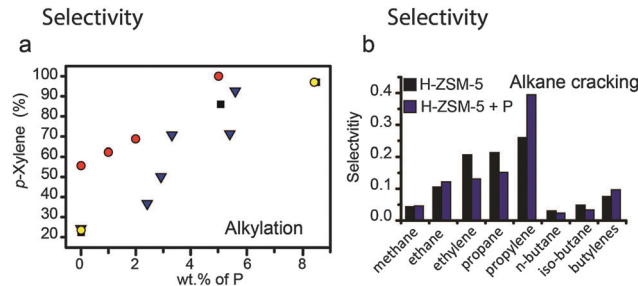 Selectivity
Selectivity
a
b
p-Xylene (%)
100
90
80
70
60
50
40
30
20
0
2
4
6
8
wt.% of P
Alkylation
Selectvitiy
0.4
0.3
0.2
0.1
0.0
H-ZSM-5
H-ZSM-5 + P
Alkane cracking
methane
ethane
ethylene
propane
propylene
n-butane
iso-butane
butylenes